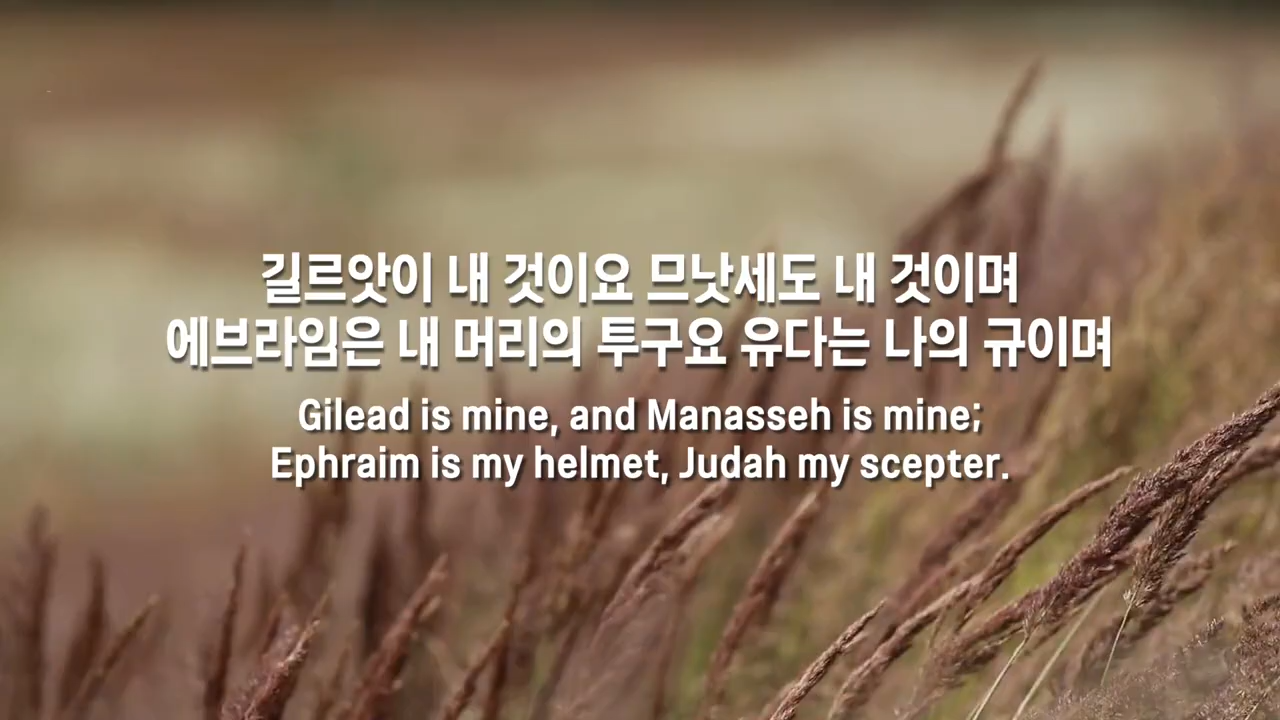 길르앗이 내 것이요 므낫세도 내 것이며
에브라임은 내 머리의 투구요 유다는 나의 규이며
Gilead is mine, and Manasseh is mine;
Ephraim is my helmet, Judah my scepter.